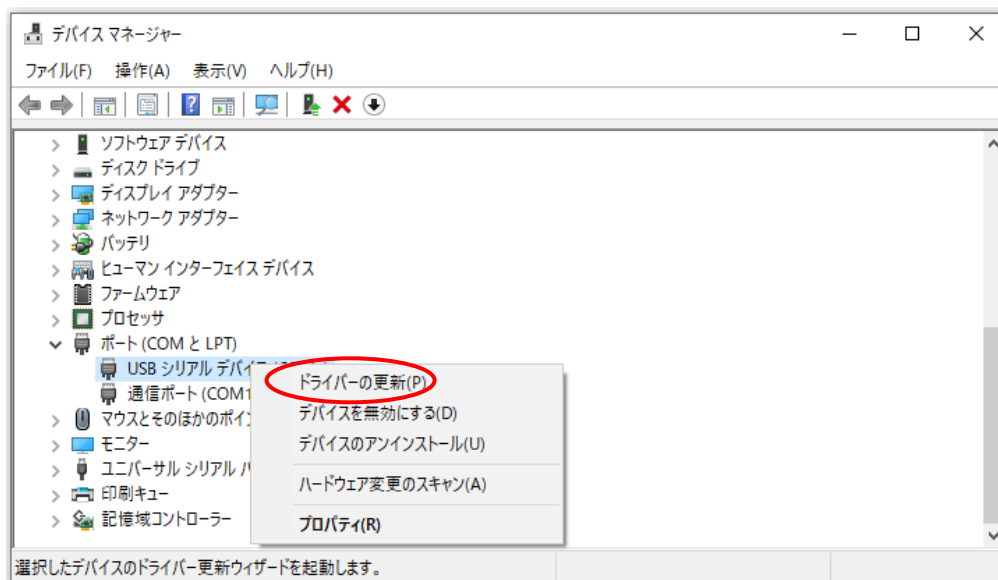 デバイス マネージャー
ファイル(F) 操作(A) 表示(V) ヘルプ(H)
ソフトウェア デバイス
ディスク ドライブ
ディスプレイ アダプター
ネットワーク アダプター
バッテリ
ヒューマン インターフェイス デバイス
ファームウェア
プロセッサ
ポート (COM と LPT)
USB シリアル デバイ
通信ポート (COM1
マウスとそのほかのポイ
モニター
ユニバーサル シリアル
印刷キュー
記憶域コントローラー
ドライバーの更新(P)
デバイスを無効にする(D)
デバイスのアンインストール(U)
ハードウェア変更のスキャン(A)
プロパティ(R)
選択したデバイスのドライバー更新ウィザードを起動します。